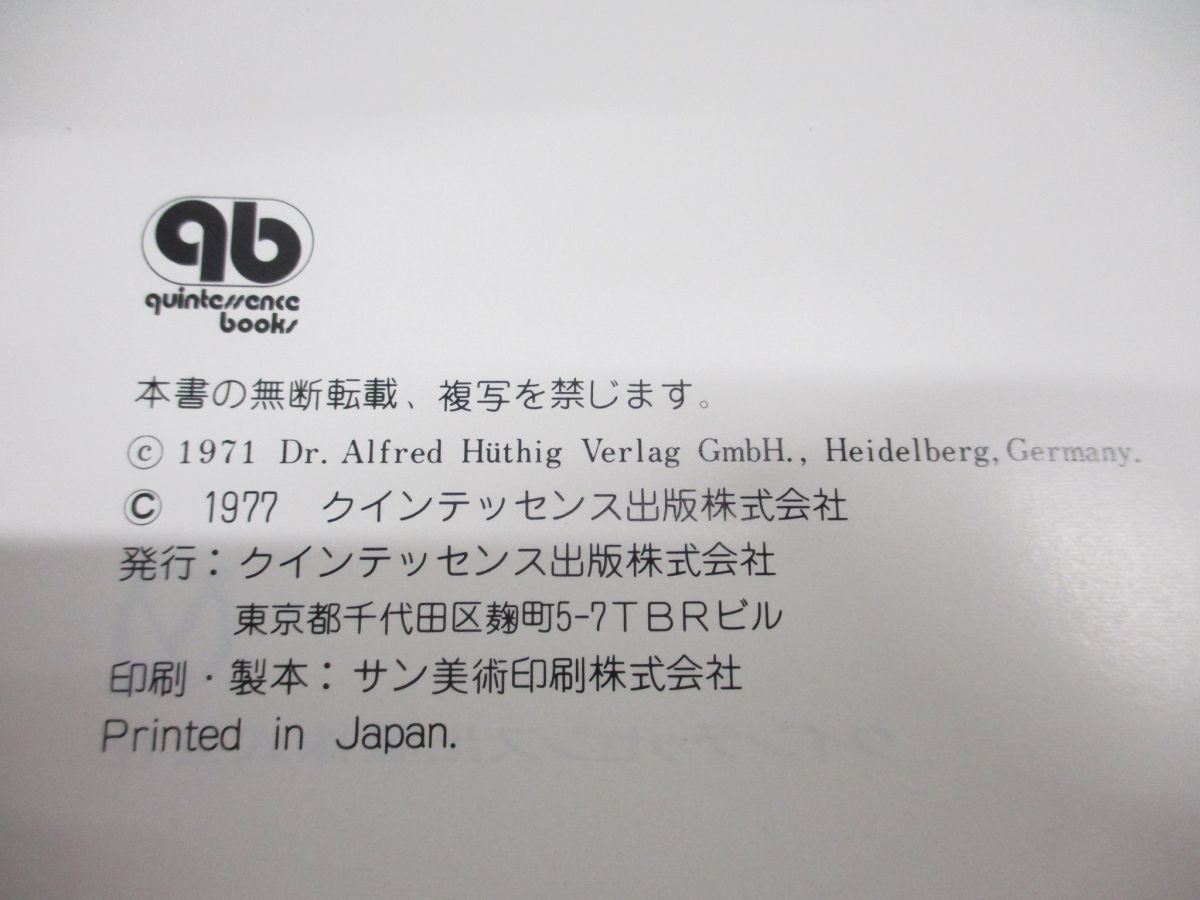 qb
quintessence
books
本書の無断転載、複写を禁じます。
ⓒ 1971 Dr. Alfred Hüthig Verlag GmbH., Heidelberg, Germany.
Ⓒ 1977 クインテッセンス出版株式会社
発行：クインテッセンス出版株式会社
東京都千代田区麹町5-7TBRビル
印刷・製本：サン美術印刷株式会社
Printed in Japan.